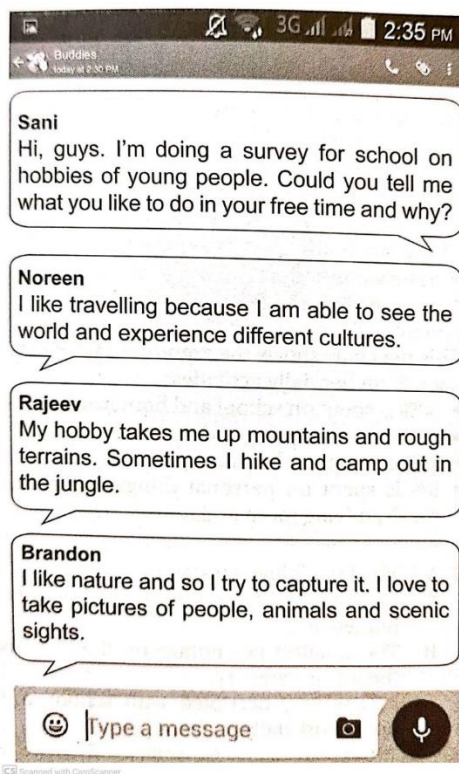 3G 2:35 PM
Buddies
today at 2:30 PM
Sani
Hi, guys. I'm doing a survey for school on
hobbies of young people. Could you tell me
what you like to do in your free time and why?
Noreen
I like travelling because I am able to see the
world and experience different cultures.
Rajeev
My hobby takes me up mountains and rough
terrains. Sometimes I hike and camp out in
the jungle.
Brandon
I like nature and so I try to capture it. I love to
take pictures of people, animals and scenic
sights.
Type a message
CS Scanned with CamScanner